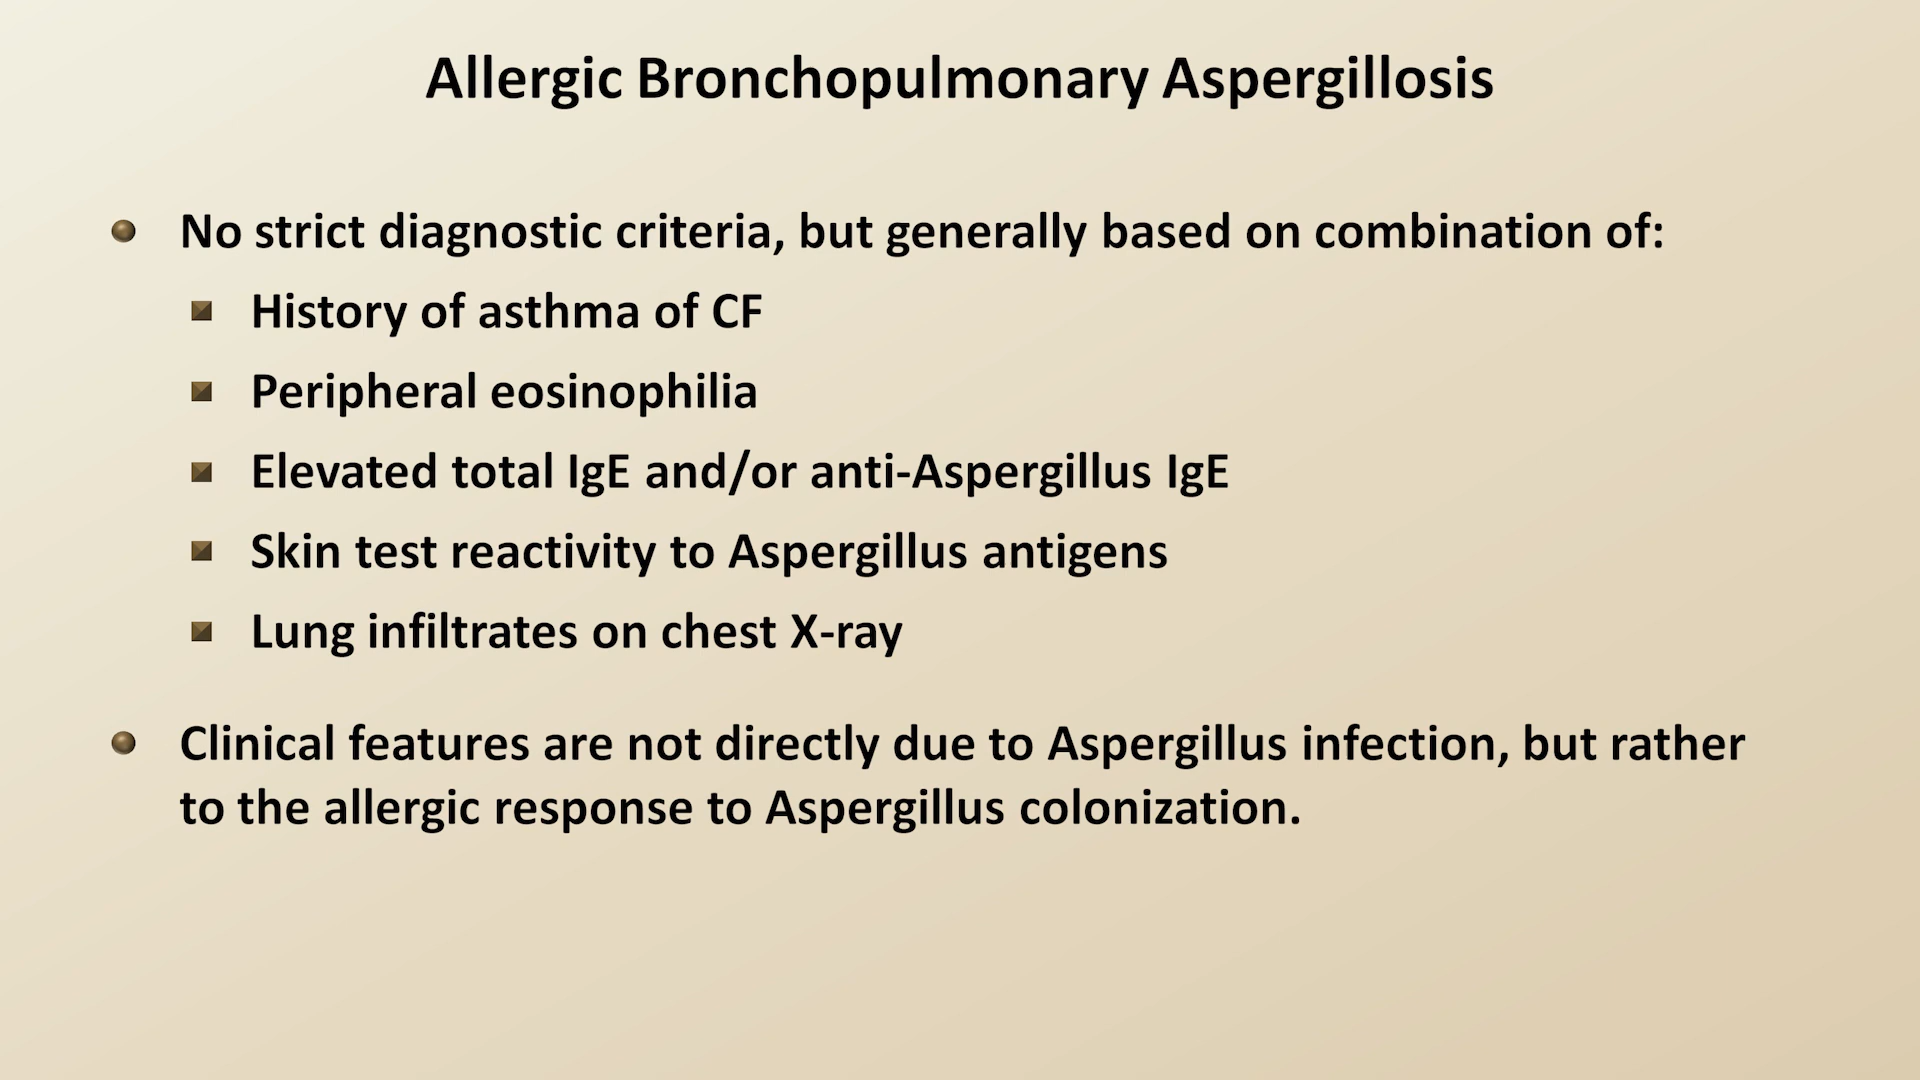 Allergic Bronchopulmonary Aspergillosis
No strict diagnostic criteria, but generally based on combination of:
History of asthma of CF
Peripheral eosinophilia
Elevated total IgE and/or anti-Aspergillus IgE
Skin test reactivity to Aspergillus antigens
Lung infiltrates on chest X-ray
Clinical features are not directly due to Aspergillus infection, but rather
to the allergic response to Aspergillus colonization.